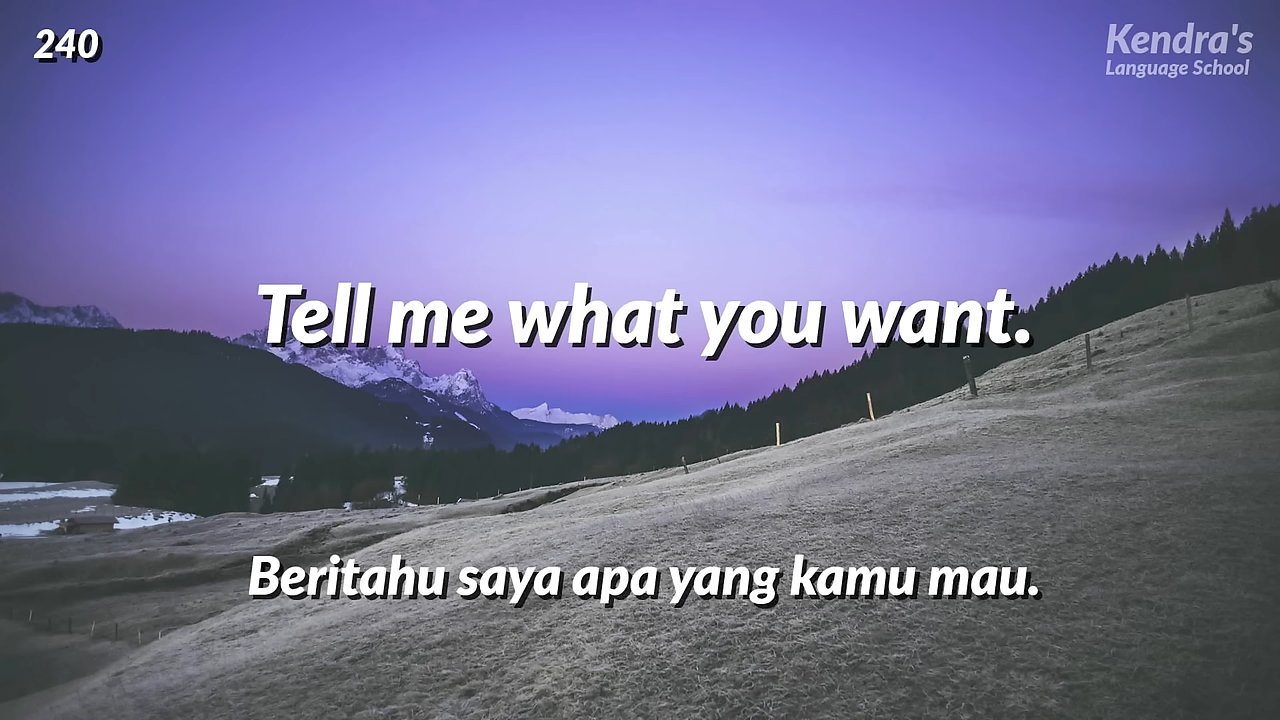 240
Kendra's
Language School
Tell me what you want.
Beritahu saya apa yang kamu mau.